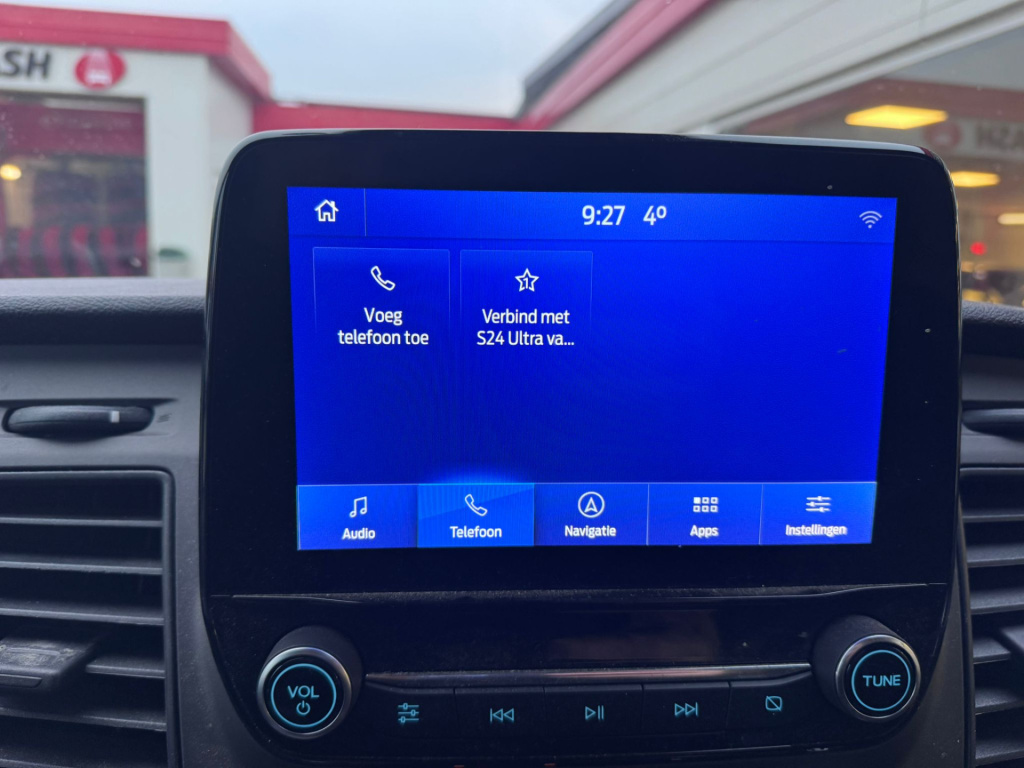 SH
9:27 4º
Voeg
telefoon toe
1
Verbind met
S24 Ultra va...
Audio
Telefoon
Navigatie
Apps
Instellingen
VOL
TUNE